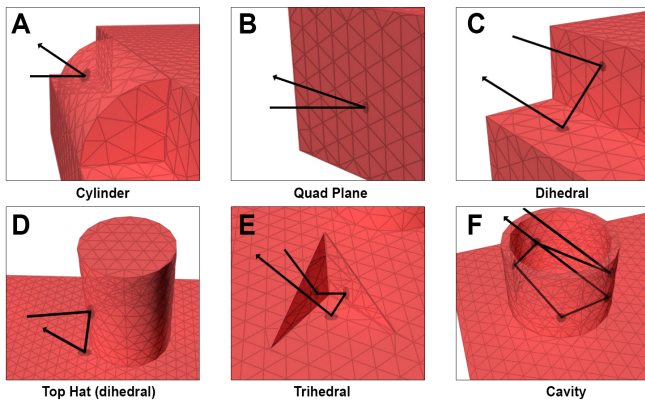 A
B
C
Cylinder
Quad Plane
Dihedral
D
E
F
Top Hat (dihedral)
Trihedral
Cavity